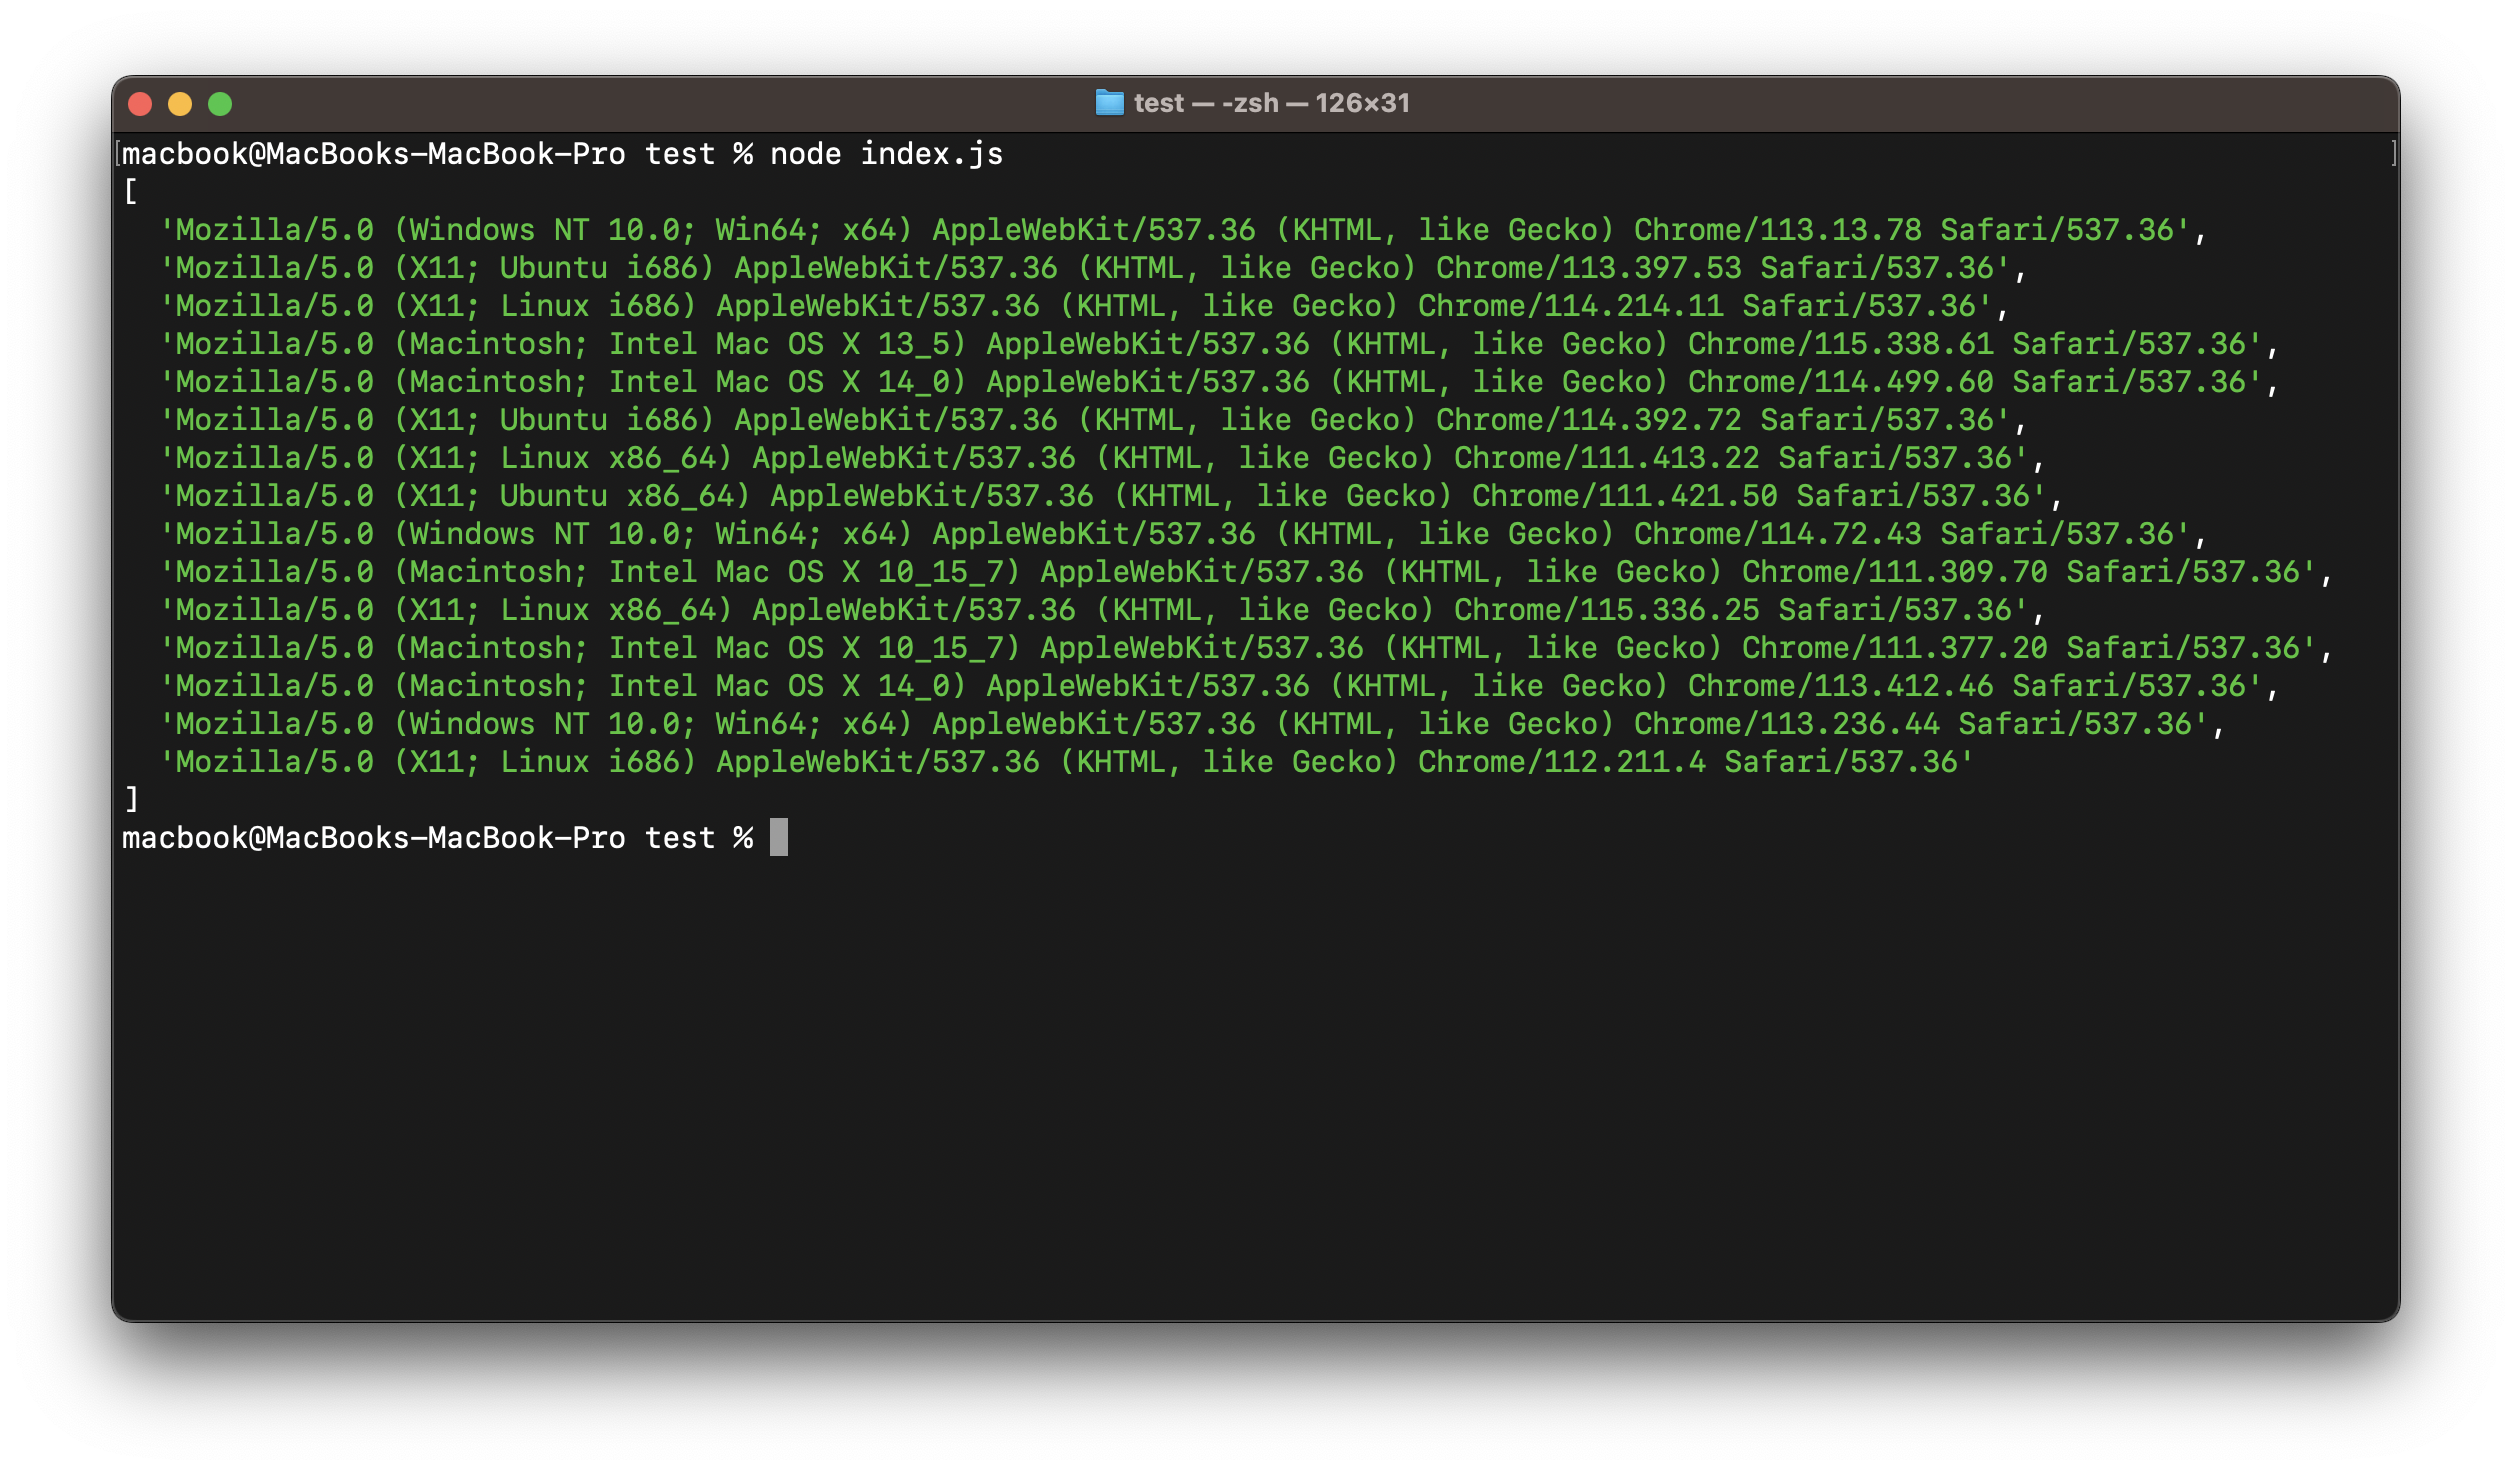 test — -zsh — 126×31
macbook@MacBooks-MacBook-Pro test % node index.js
[
  'Mozilla/5.0 (Windows NT 10.0; Win64; x64) AppleWebKit/537.36 (KHTML, like Gecko) Chrome/113.13.78 Safari/537.36',
  'Mozilla/5.0 (X11; Ubuntu i686) AppleWebKit/537.36 (KHTML, like Gecko) Chrome/113.397.53 Safari/537.36',
  'Mozilla/5.0 (X11; Linux i686) AppleWebKit/537.36 (KHTML, like Gecko) Chrome/114.214.11 Safari/537.36',
  'Mozilla/5.0 (Macintosh; Intel Mac OS X 13_5) AppleWebKit/537.36 (KHTML, like Gecko) Chrome/115.338.61 Safari/537.36',
  'Mozilla/5.0 (Macintosh; Intel Mac OS X 14_0) AppleWebKit/537.36 (KHTML, like Gecko) Chrome/114.499.60 Safari/537.36',
  'Mozilla/5.0 (X11; Ubuntu i686) AppleWebKit/537.36 (KHTML, like Gecko) Chrome/114.392.72 Safari/537.36',
  'Mozilla/5.0 (X11; Linux x86_64) AppleWebKit/537.36 (KHTML, like Gecko) Chrome/111.413.22 Safari/537.36',
  'Mozilla/5.0 (X11; Ubuntu x86_64) AppleWebKit/537.36 (KHTML, like Gecko) Chrome/111.421.50 Safari/537.36',
  'Mozilla/5.0 (Windows NT 10.0; Win64; x64) AppleWebKit/537.36 (KHTML, like Gecko) Chrome/114.72.43 Safari/537.36',
  'Mozilla/5.0 (Macintosh; Intel Mac OS X 10_15_7) AppleWebKit/537.36 (KHTML, like Gecko) Chrome/111.309.70 Safari/537.36',
  'Mozilla/5.0 (X11; Linux x86_64) AppleWebKit/537.36 (KHTML, like Gecko) Chrome/115.336.25 Safari/537.36',
  'Mozilla/5.0 (Macintosh; Intel Mac OS X 10_15_7) AppleWebKit/537.36 (KHTML, like Gecko) Chrome/111.377.20 Safari/537.36',
  'Mozilla/5.0 (Macintosh; Intel Mac OS X 14_0) AppleWebKit/537.36 (KHTML, like Gecko) Chrome/113.412.46 Safari/537.36',
  'Mozilla/5.0 (Windows NT 10.0; Win64; x64) AppleWebKit/537.36 (KHTML, like Gecko) Chrome/113.236.44 Safari/537.36',
  'Mozilla/5.0 (X11; Linux i686) AppleWebKit/537.36 (KHTML, like Gecko) Chrome/112.211.4 Safari/537.36'
]
macbook@MacBooks-MacBook-Pro test %